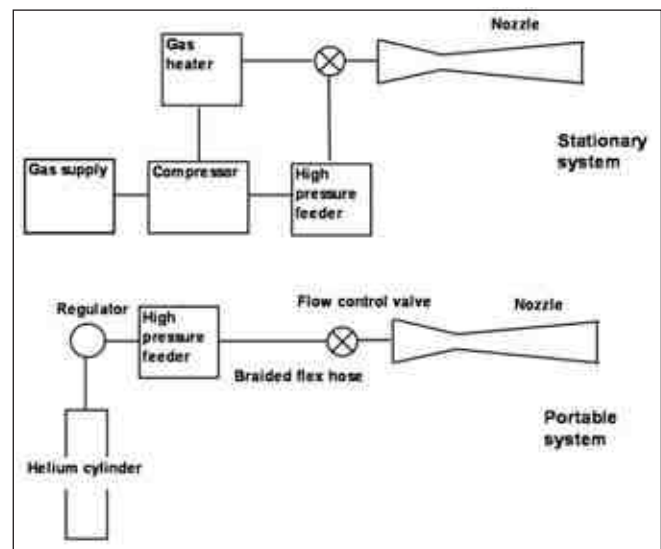 Nozzle
Gas
heater
Stationary
system
Gas supply
Compressor
High
pressure
feeder
Flow control valve
Nozzle
Regulator
High
pressure
feeder
Braided flex hose
Portable
system
Helium cylinder